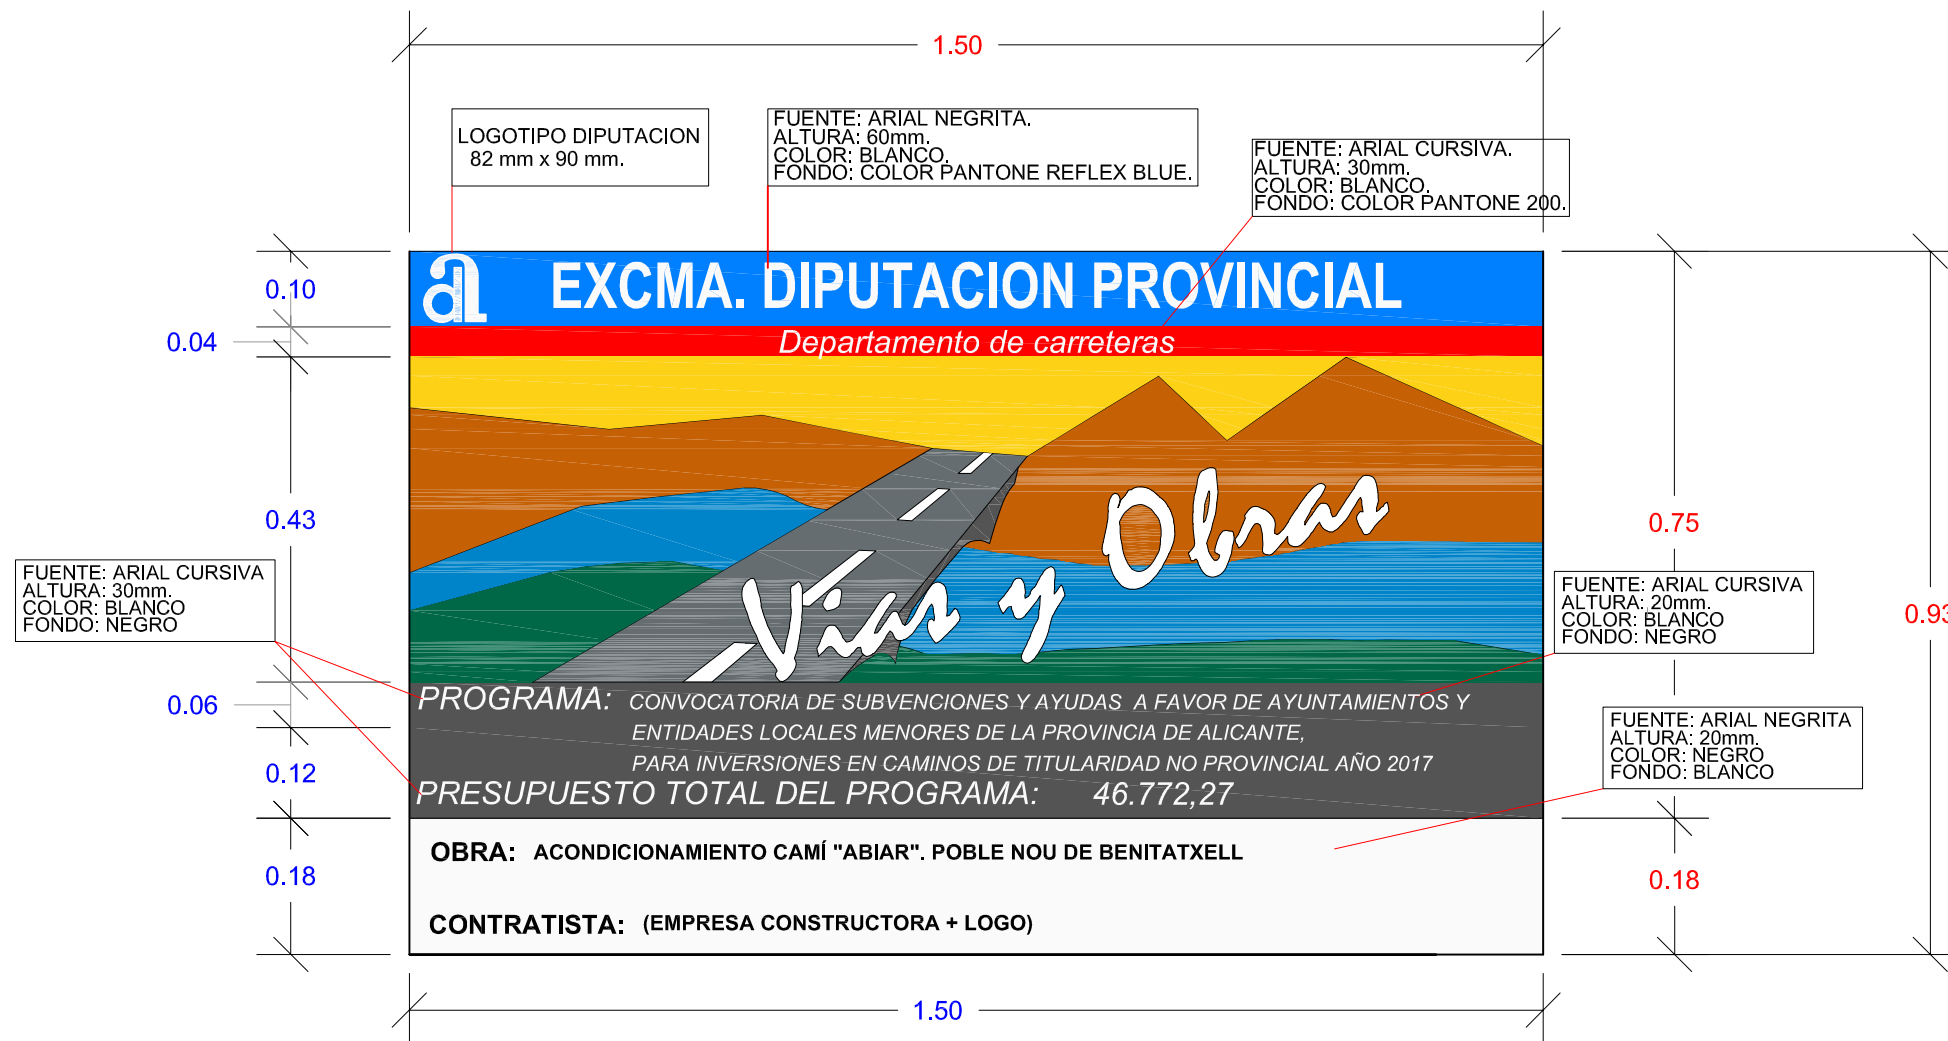 1.50
LOGOTIPO DIPUTACION
82 mm x 90 mm.
FUENTE: ARIAL NEGRITA.
ALTURA: 60mm.
COLOR: BLANCO.
FONDO: COLOR PANTONE REFLEX BLUE.
FUENTE: ARIAL CURSIVA.
ALTURA: 30mm.
COLOR: BLANCO.
FONDO: COLOR PANTONE 200.
0.10
0.04
0.43
0.06
0.12
0.18
FUENTE: ARIAL CURSIVA
ALTURA: 30mm.
COLOR: BLANCO
FONDO: NEGRO
a
EXCMA. DIPUTACION PROVINCIAL
Departamento de carreteras
Vias y Obras
PROGRAMA: CONVOCATORIA DE SUBVENCIONES Y AYUDAS A FAVOR DE AYUNTAMIENTOS Y
ENTIDADES LOCALES MENORES DE LA PROVINCIA DE ALICANTE,
PARA INVERSIONES EN CAMINOS DE TITULARIDAD NO PROVINCIAL AÑO 2017
PRESUPUESTO TOTAL DEL PROGRAMA: 46.772,27
OBRA: ACONDICIONAMIENTO CAMÍ "ABIAR". POBLE NOU DE BENITATXELL
CONTRATISTA: (EMPRESA CONSTRUCTORA + LOGO)
0.75
0.93
FUENTE: ARIAL CURSIVA
ALTURA: 20mm.
COLOR: BLANCO
FONDO: NEGRO
FUENTE: ARIAL NEGRITA
ALTURA: 20mm.
COLOR: NEGRO
FONDO: BLANCO
0.18
1.50